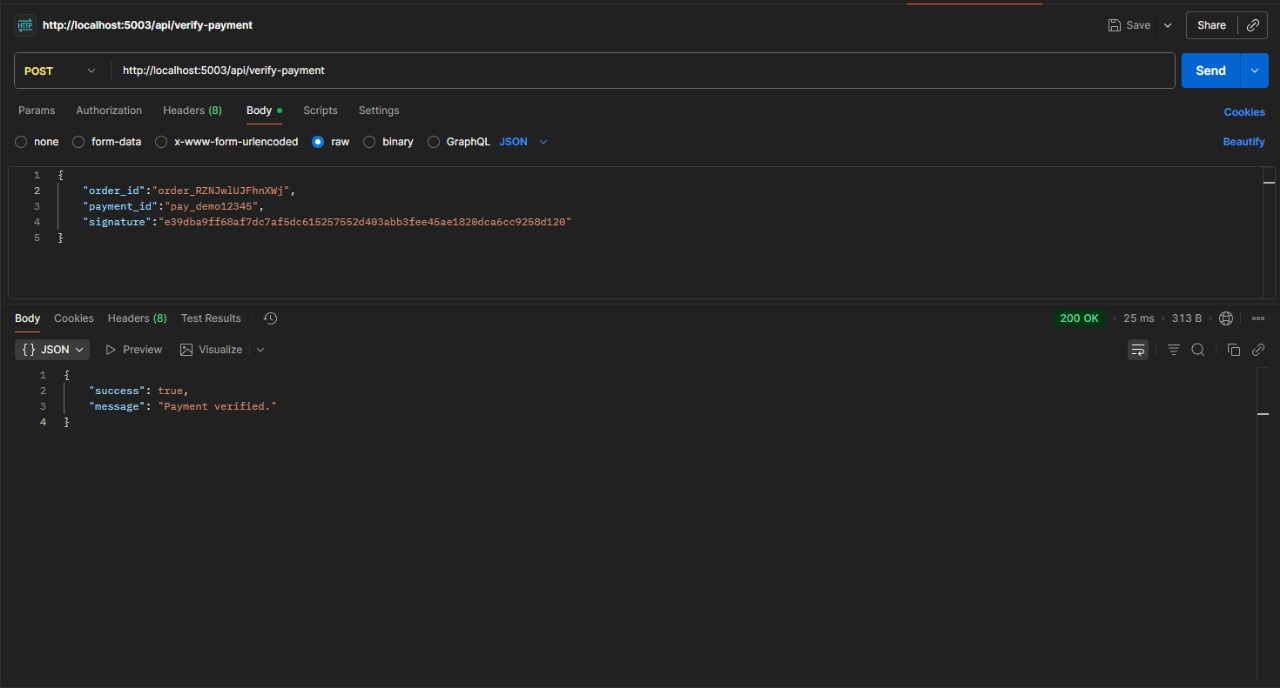 HTTP http://localhost:5003/api/verify-payment Save Share
POST http://localhost:5003/api/verify-payment Send
Params Authorization Headers (8) Body Scripts Settings Cookies
none form-data x-www-form-urlencoded raw binary GraphQL JSON Beautify
1 {
2 "order_id":"order_RZNJwlUJFhnXWj",
3 "payment_id":"pay_demo12345",
4 "signature":"e39dba9ff68af7dc7af5dc615257552d403abb3fee45ae1820dca6cc9258d120"
5 }
Body Cookies Headers (8) Test Results 200 OK • 25 ms • 313 B
{} JSON Preview Visualize
1 {
2 "success": true,
3 "message": "Payment verified."
4 }